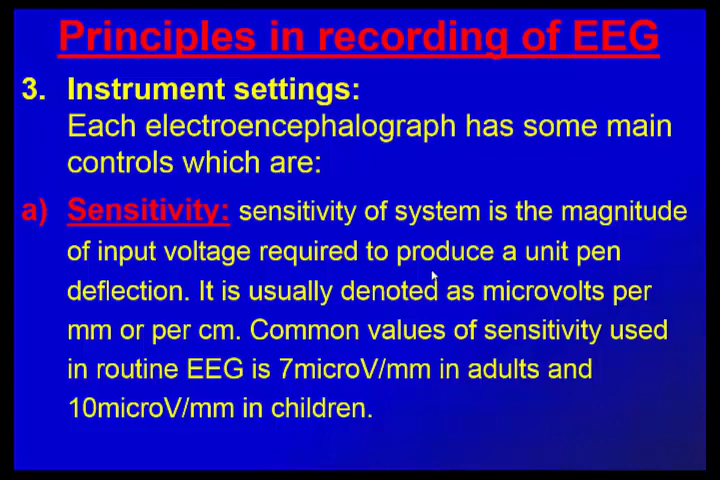 Principles in recording of EEG
3. Instrument settings:
Each electroencephalograph has some main
controls which are:
a) Sensitivity: sensitivity of system is the magnitude
of input voltage required to produce a unit pen
deflection. It is usually denoted as microvolts per
mm or per cm. Common values of sensitivity used
in routine EEG is 7microV/mm in adults and
10microV/mm in children.